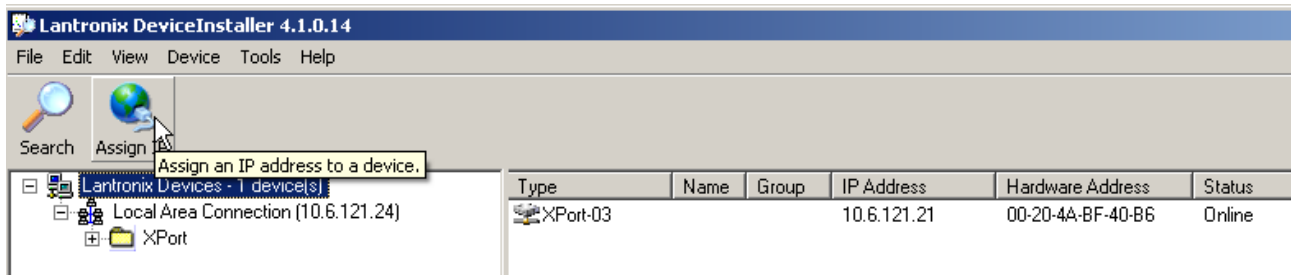 Lantronix DeviceInstaller 4.1.0.14
File Edit View Device Tools Help
Search Assign
Assign an IP address to a device.
Lantronix Devices - 1 device(s)
Local Area Connection (10.6.121.24)
XPort
Type Name Group IP Address Hardware Address Status
XPort-03 10.6.121.21 00-20-4A-BF-40-B6 Online